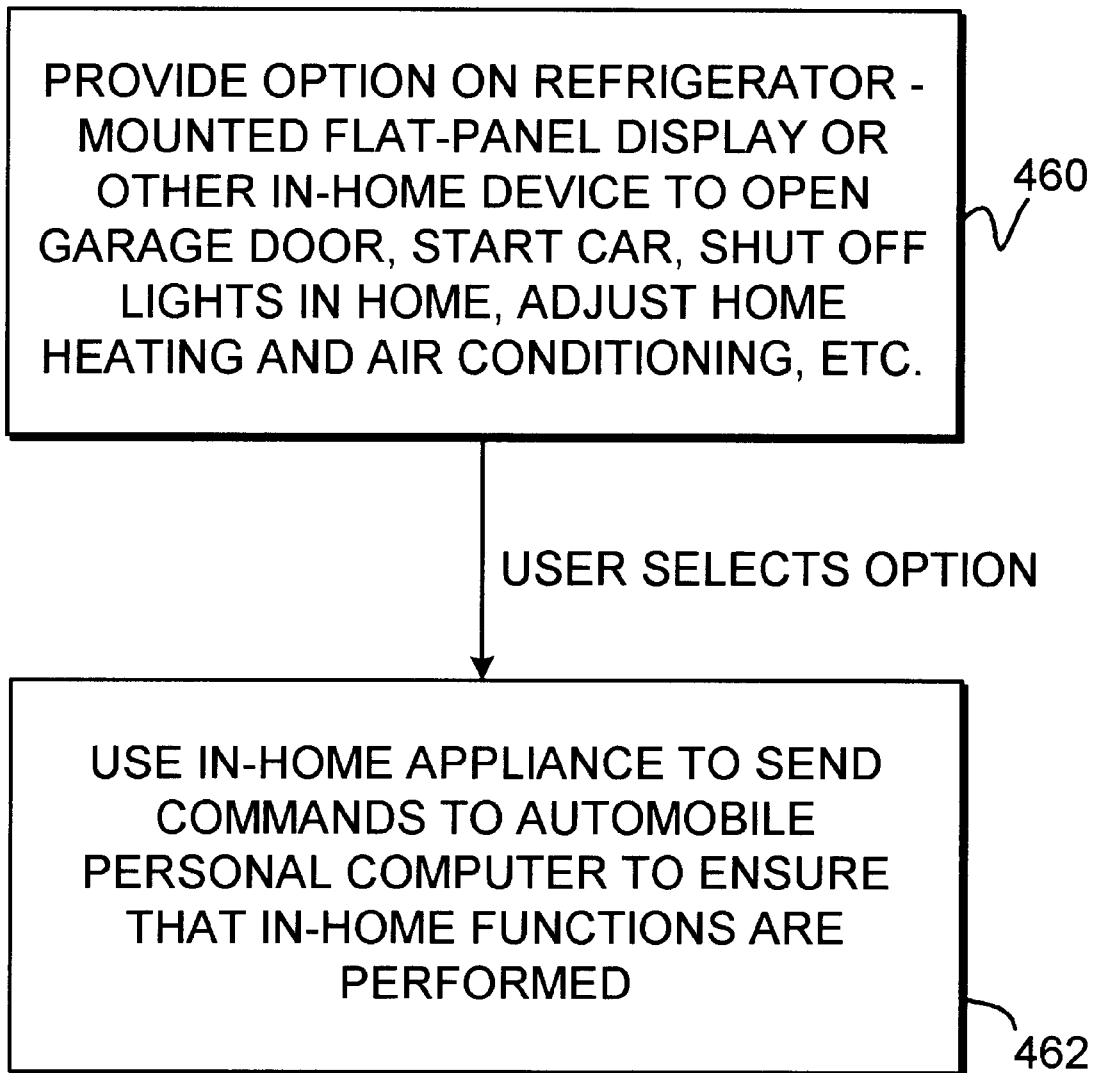 PROVIDE OPTION ON REFRIGERATOR -
MOUNTED FLAT-PANEL DISPLAY OR
OTHER IN-HOME DEVICE TO OPEN
GARAGE DOOR, START CAR, SHUT OFF
LIGHTS IN HOME, ADJUST HOME
HEATING AND AIR CONDITIONING, ETC.
460
USER SELECTS OPTION
USE IN-HOME APPLIANCE TO SEND
COMMANDS TO AUTOMOBILE
PERSONAL COMPUTER TO ENSURE
THAT IN-HOME FUNCTIONS ARE
PERFORMED
462